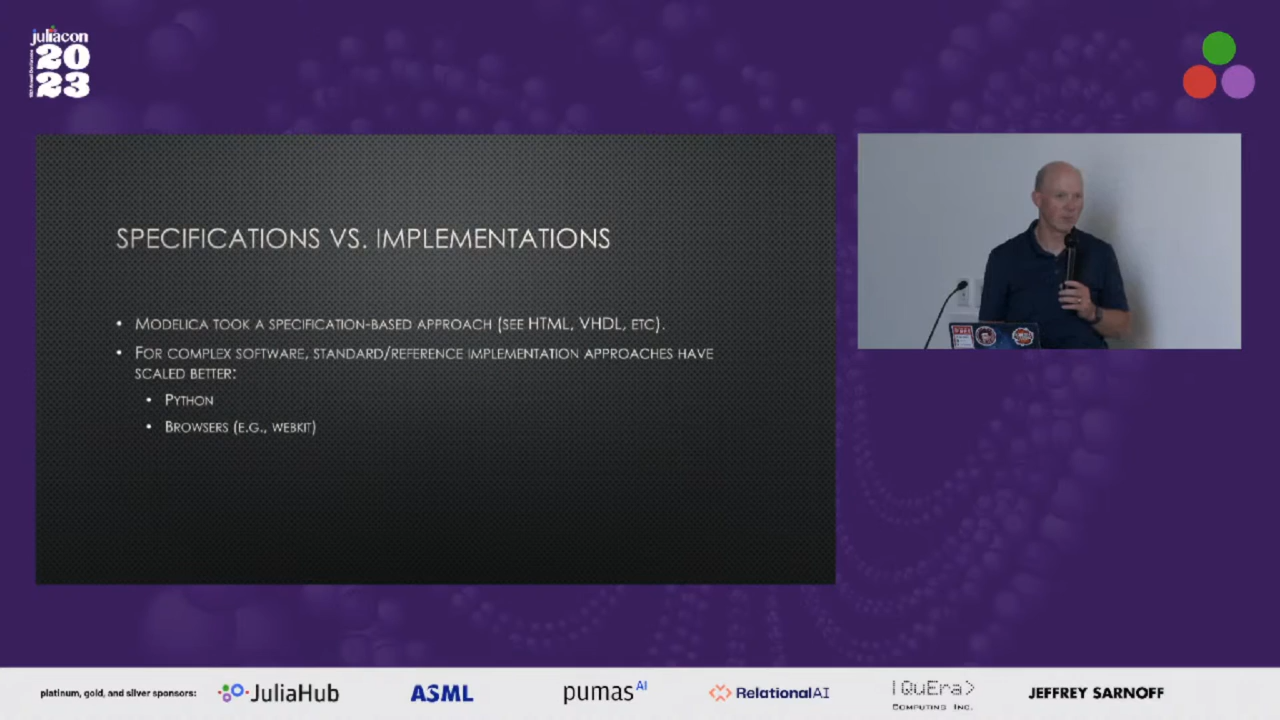 juliacon
20
23
SPECIFICATIONS VS. IMPLEMENTATIONS
• MODELICA TOOK A SPECIFICATION-BASED APPROACH (SEE HTML, VHDL, ETC).
• FOR COMPLEX SOFTWARE, STANDARD/REFERENCE IMPLEMENTATION APPROACHES HAVE
SCALED BETTER:
• PYTHON
• BROWSERS (E.G., WEBKIT)
platinum, gold, and silver sponsors:
JuliaHub
ASML
pumas AI
RelationalAI
|QuEra>
COMPUTING INC.
JEFFREY SARNOFF